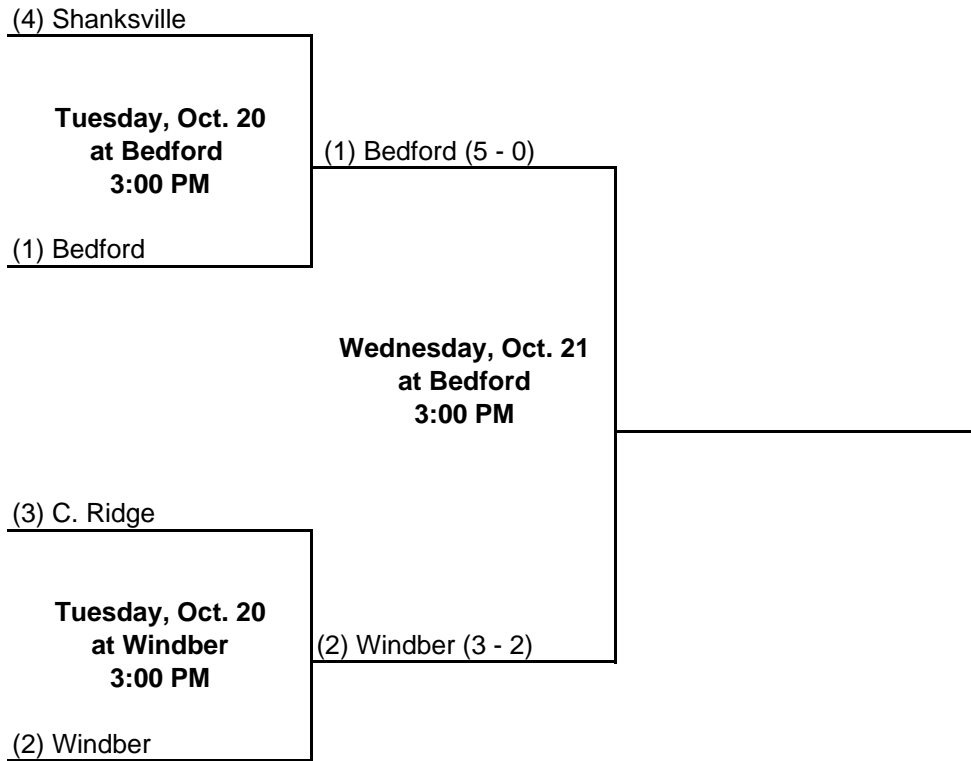 (4) Shanksville
Tuesday, Oct. 20
at Bedford
3:00 PM
(1) Bedford (5 - 0)
(1) Bedford
Wednesday, Oct. 21
at Bedford
3:00 PM
(3) C. Ridge
Tuesday, Oct. 20
at Windber
3:00 PM
(2) Windber (3 - 2)
(2) Windber